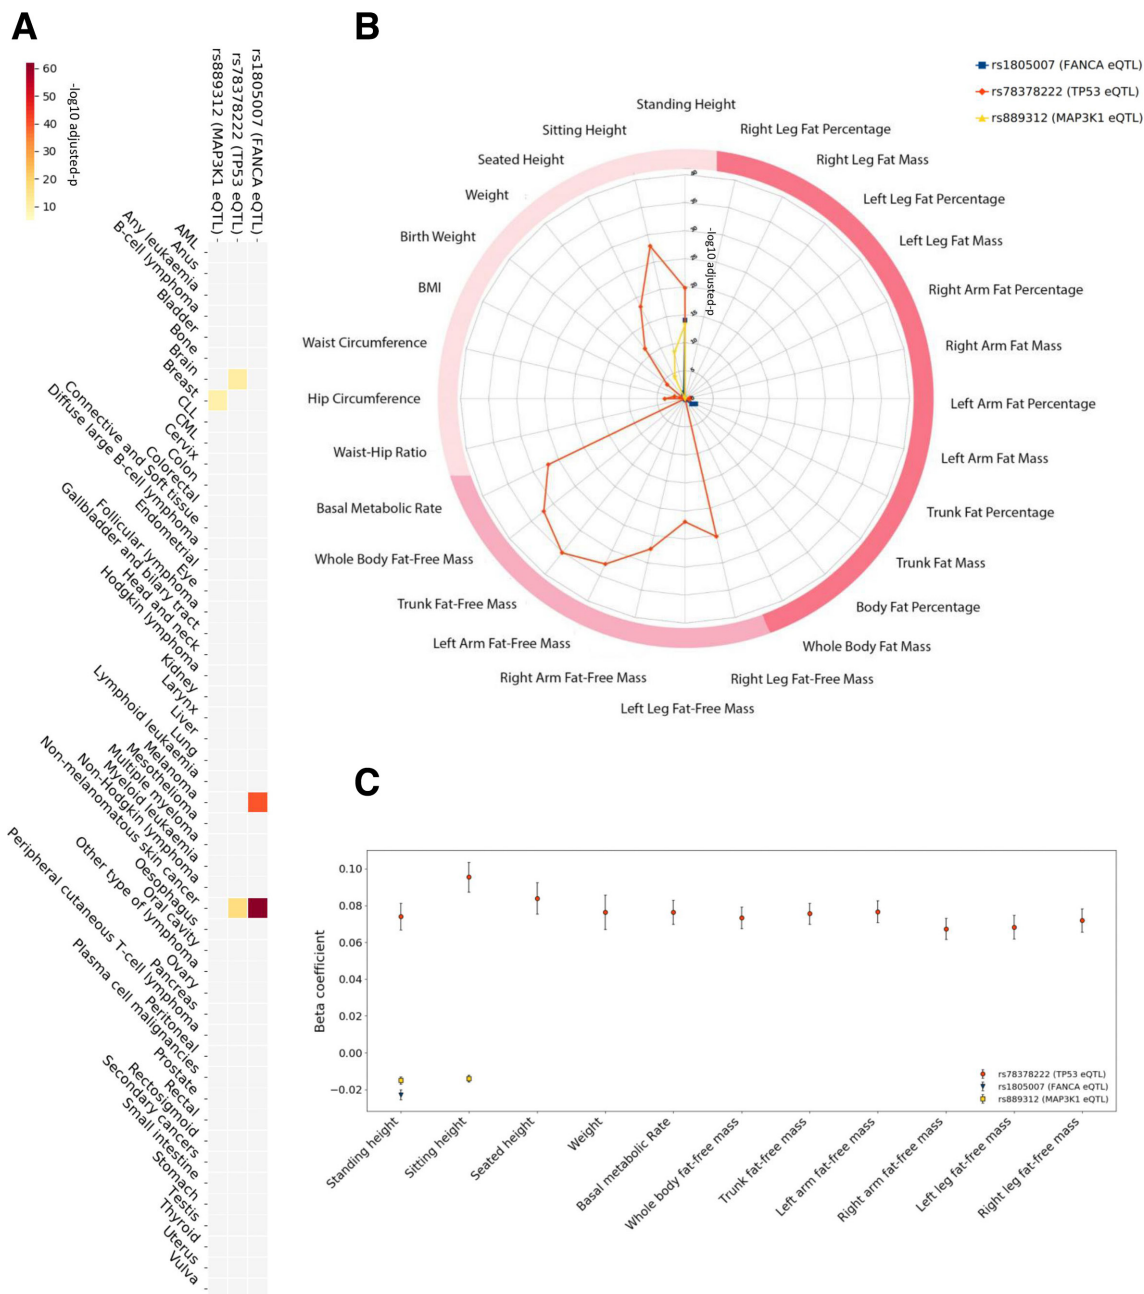 A
rs889312 (MAP3K1 eQTL)
rs78378222 (TP53 eQTL)
rs1805007 (FANCA eQTL)
60
50
40
30
20
10
-log10 adjusted-p
AML
Anus
Any leukaemia
B-cell lymphoma
Bladder
Bone
Brain
Breast
CLL
CML
Cervix
Colon
Colorectal
Connective and Soft tissue
Diffuse large B-cell lymphoma
Endometrial
Eye
Follicular lymphoma
Gallbladder and bilary tract
Head and neck
Hodgkin lymphoma
Kidney
Larynx
Liver
Lung
Lymphoid leukaemia
Melanoma
Mesothelioma
Multiple myeloma
Myeloid leukaemia
Non-Hodgkin lymphoma
Non-melanomatous skin cancer
Oesophagus
Oral cavity
Other type of lymphoma
Ovary
Pancreas
Peripheral cutaneous T-cell lymphoma
Peritoneal
Plasma cell malignancies
Prostate
Rectal
Rectosigmoid
Secondary cancers
Small intestine
Stomach
Testis
Thyroid
Uterus
Vulva
B
rs1805007 (FANCA eQTL)
rs78378222 (TP53 eQTL)
rs889312 (MAP3K1 eQTL)
Standing Height
Right Leg Fat Percentage
Right Leg Fat Mass
Left Leg Fat Percentage
Left Leg Fat Mass
Right Arm Fat Percentage
Right Arm Fat Mass
Left Arm Fat Percentage
Left Arm Fat Mass
Trunk Fat Percentage
Trunk Fat Mass
Body Fat Percentage
Whole Body Fat Mass
Right Leg Fat-Free Mass
Left Leg Fat-Free Mass
Right Arm Fat-Free Mass
Left Arm Fat-Free Mass
Trunk Fat-Free Mass
Whole Body Fat-Free Mass
Basal Metabolic Rate
Waist-Hip Ratio
Hip Circumference
Waist Circumference
BMI
Birth Weight
Weight
Seated Height
Sitting Height
40
35
30
25
20
15
10
5
-log10 adjusted-p
C
Beta coefficient
0.10
0.08
0.06
0.04
0.02
0.00
−0.02
rs78378222 (TP53 eQTL)
rs1805007 (FANCA eQTL)
rs889312 (MAP3K1 eQTL)
Standing height
Sitting height
Seated height
Weight
Basal metabolic Rate
Whole body fat-free mass
Trunk fat-free mass
Left arm fat-free mass
Right arm fat-free mass
Left leg fat-free mass
Right leg fat-free mass